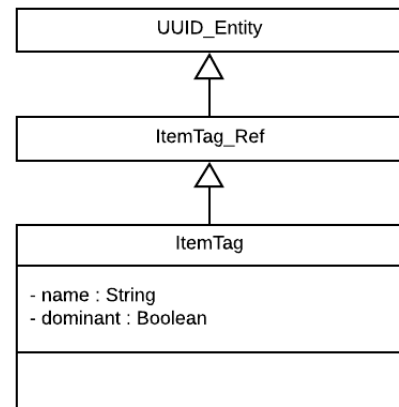 UUID_Entity
ItemTag_Ref
ItemTag
- name : String
- dominant : Boolean